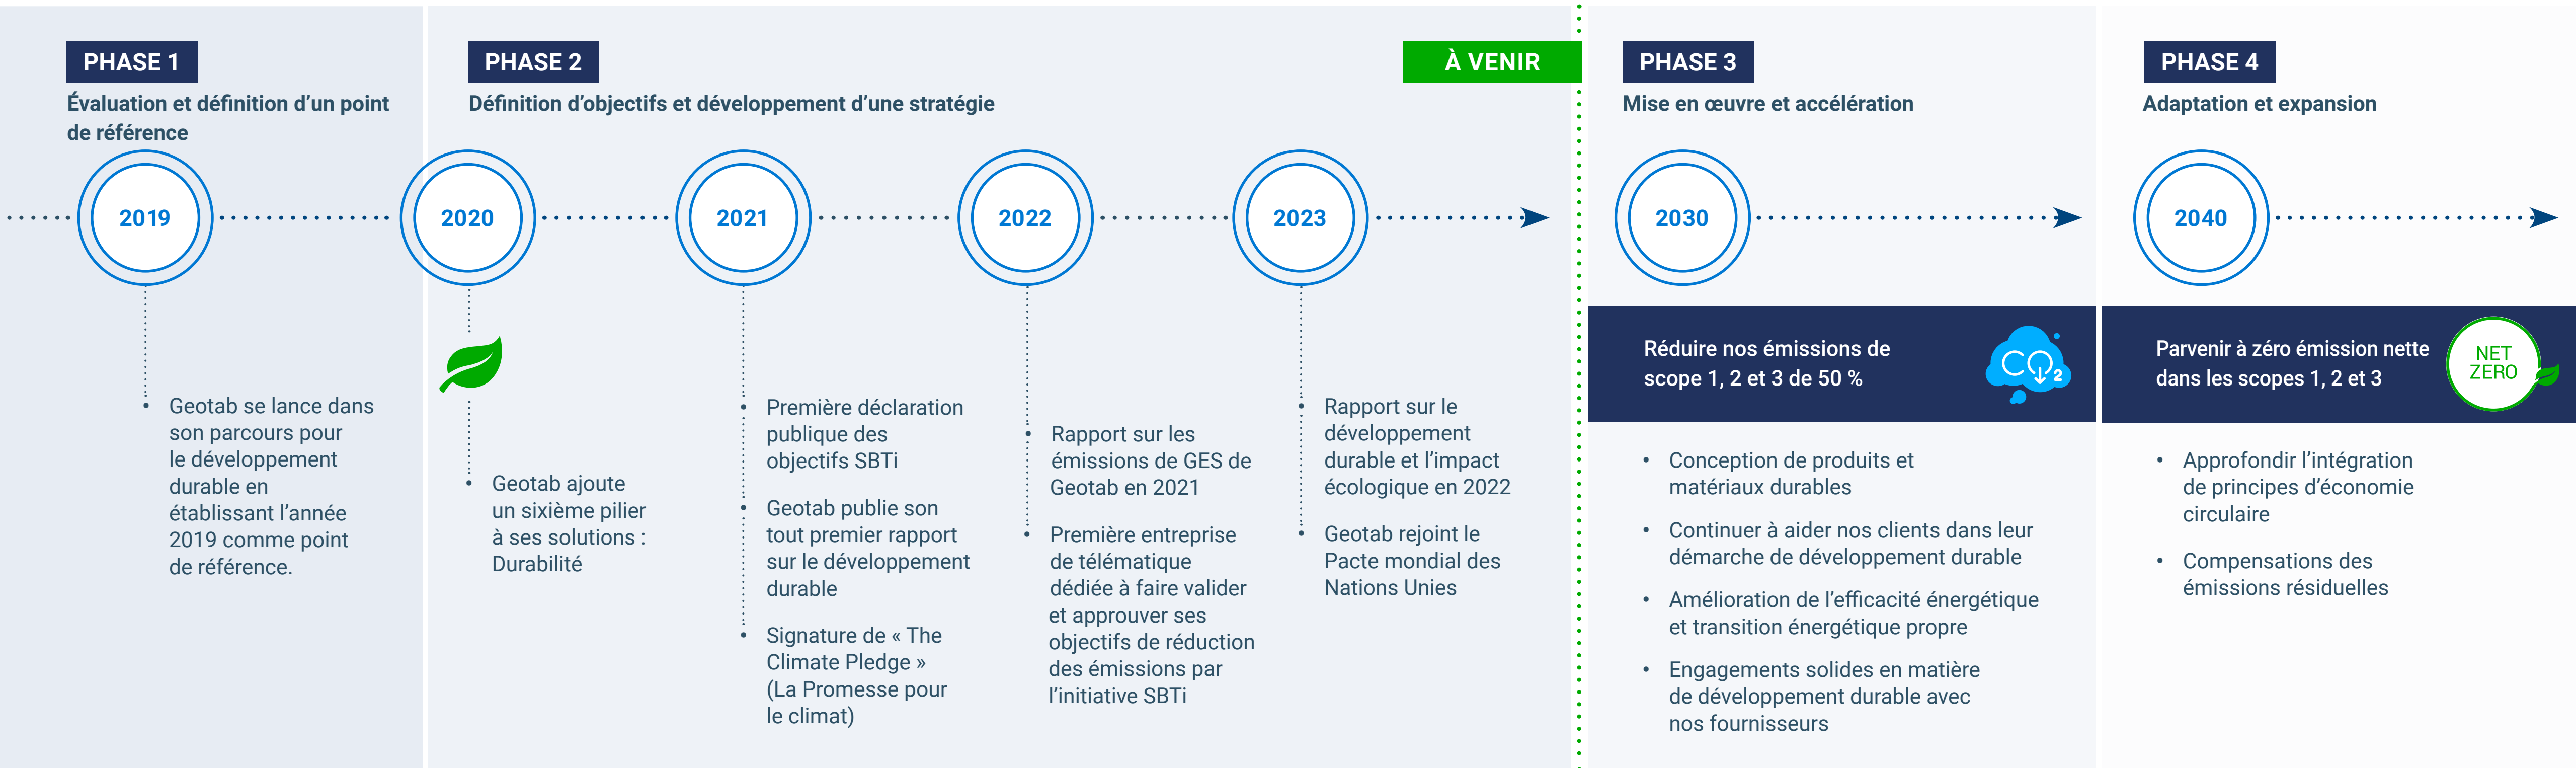 PHASE 1
Évaluation et définition d’un point
de référence
2019
Geotab se lance dans
son parcours pour
le développement
durable en
établissant l’année
2019 comme point
de référence.
PHASE 2
Définition d’objectifs et développement d’une stratégie
2020
Geotab ajoute
un sixième pilier
à ses solutions :
Durabilité
2021
Première déclaration
publique des
objectifs SBTi
Geotab publie son
tout premier rapport
sur le développement
durable
Signature de « The
Climate Pledge »
(La Promesse pour
le climat)
2022
Rapport sur les
émissions de GES de
Geotab en 2021
Première entreprise
de télématique
dédiée à faire valider
et approuver ses
objectifs de réduction
des émissions par
l’initiative SBTi
2023
Rapport sur le
développement
durable et l’impact
écologique en 2022
Geotab rejoint le
Pacte mondial des
Nations Unies
À VENIR
PHASE 3
Mise en œuvre et accélération
2030
Réduire nos émissions de
scope 1, 2 et 3 de 50 %
CO2
Conception de produits et
matériaux durables
Continuer à aider nos clients dans leur
démarche de développement durable
Amélioration de l’efficacité énergétique
et transition énergétique propre
Engagements solides en matière
de développement durable avec
nos fournisseurs
PHASE 4
Adaptation et expansion
2040
Parvenir à zéro émission nette
dans les scopes 1, 2 et 3
NET
ZERO
Approfondir l’intégration
de principes d’économie
circulaire
Compensations des
émissions résiduelles